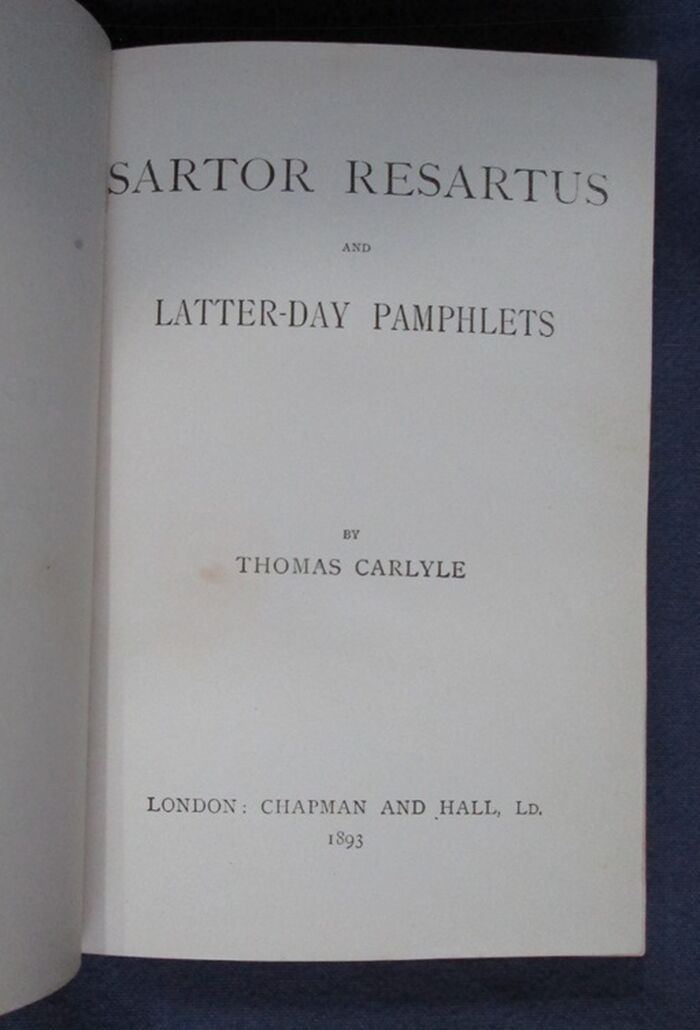 SARTOR RESARTUS
AND
LATTER-DAY PAMPHLETS
BY
THOMAS CARLYLE
LONDON: CHAPMAN AND HALL, LD.
1893